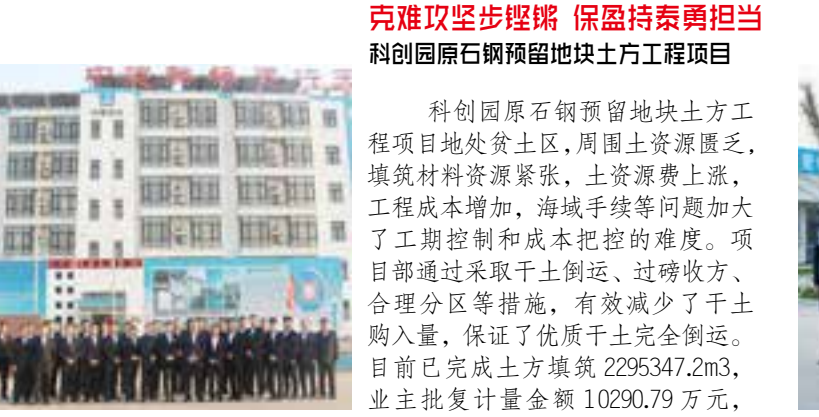 克难攻坚步铿锵 保盈持泰勇担当
科创园原石钢预留地块土方工程项目
科创园原石钢预留地块土方工
程项目地处贫土区,周围土资源匮乏,
填筑材料资源紧张，土资源费上涨，
工程成本增加，海域手续等问题加大
了工期控制和成本把控的难度。项
目部通过采取干土倒运、过磅收方、
合理分区等措施，有效减少了干土
购入量，保证了优质干土完全倒运。
目前已完成土方填筑 2295347.2m3,
业主批复计量金额 10290.79 万元，